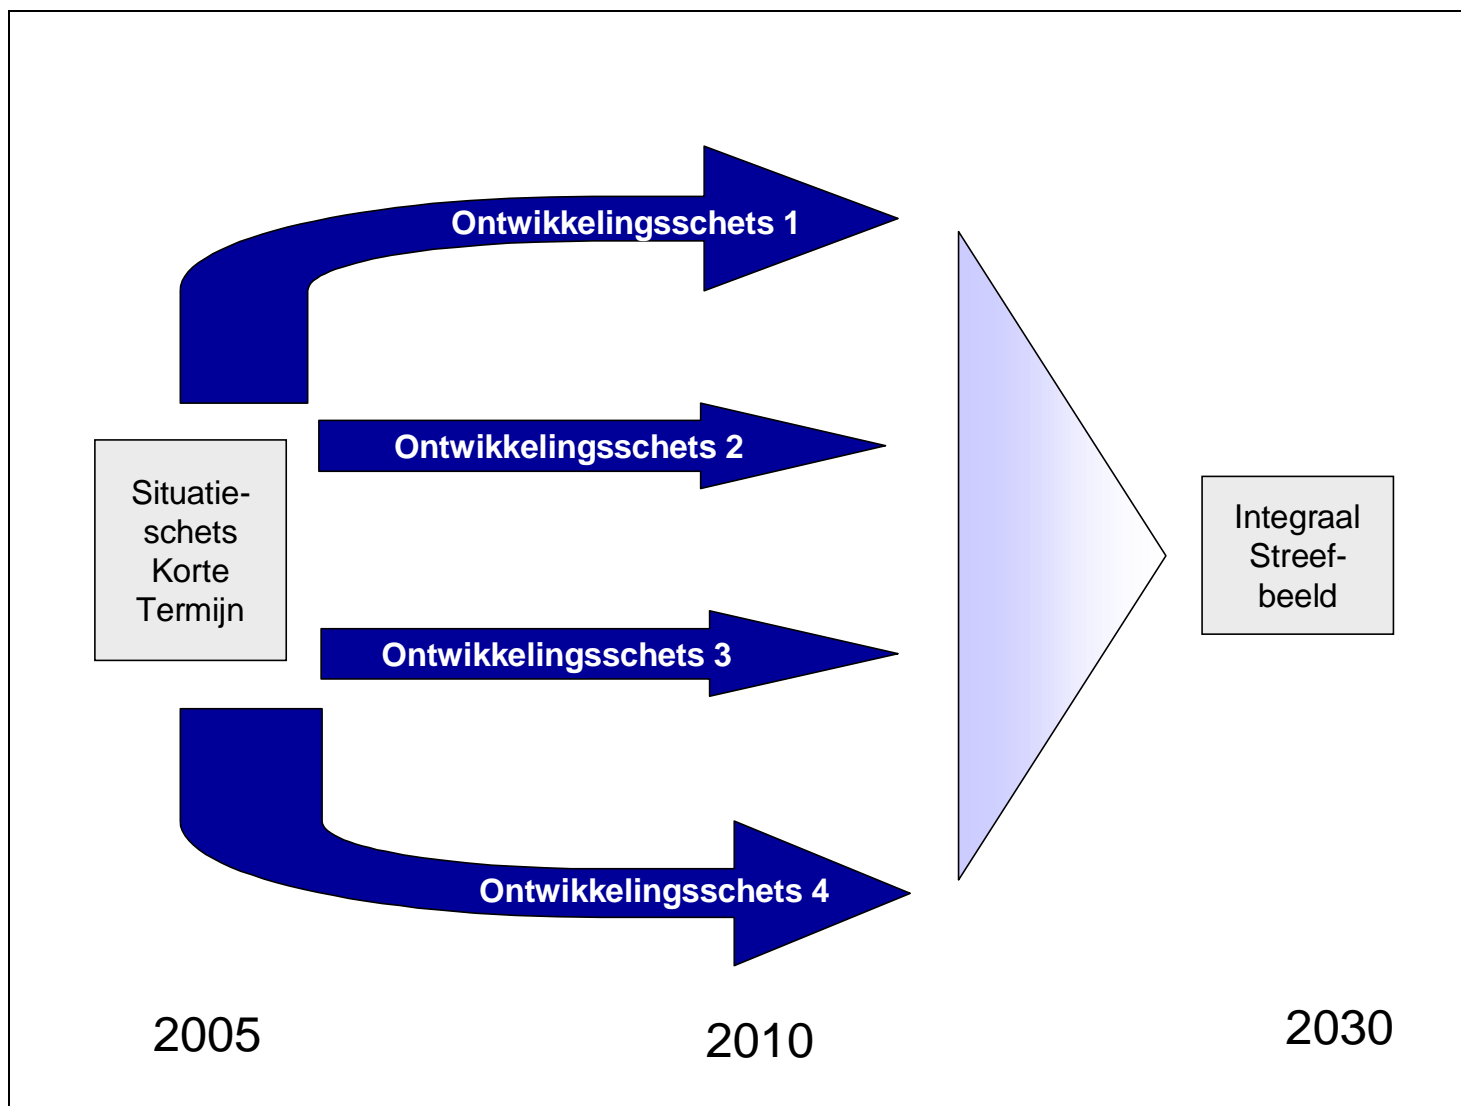 Ontwikkelingsschets 1
Ontwikkelingsschets 2
Situatie-
schets
Korte
Termijn
Integraal
Streef-
beeld
Ontwikkelingsschets 3
Ontwikkelingsschets 4
2005
2010
2030